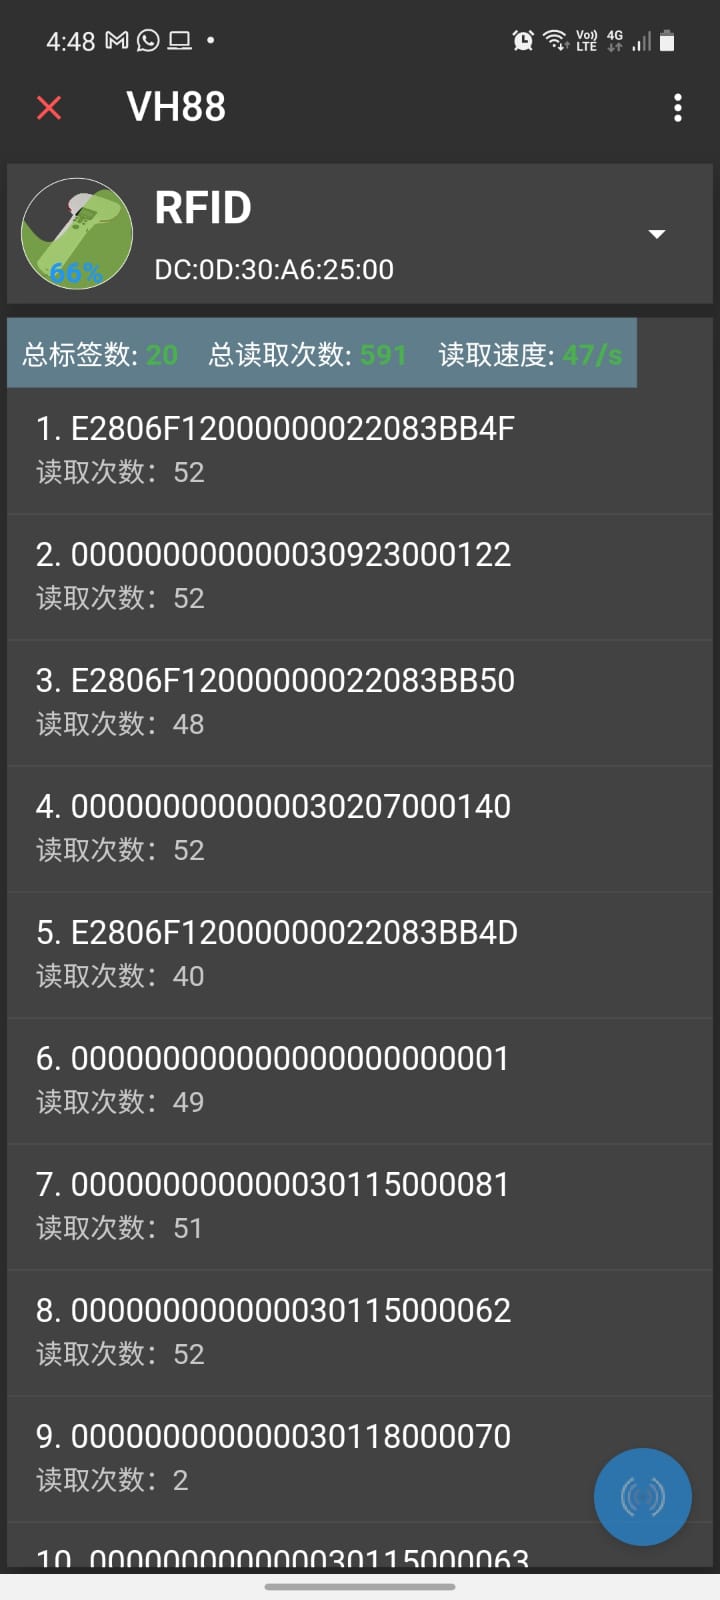 4:48
Vo)) LTE 4G
VH88
RFID
66%
DC:0D:30:A6:25:00
总标签数: 20 总读取次数: 591 读取速度: 47/s
1. E2806F12000000022083BB4F
读取次数：52
2. 000000000000030923000122
读取次数：52
3. E2806F12000000022083BB50
读取次数：48
4. 000000000000030207000140
读取次数：52
5. E2806F12000000022083BB4D
读取次数：40
6. 000000000000000000000001
读取次数：49
7. 000000000000030115000081
读取次数：51
8. 000000000000030115000062
读取次数：52
9. 000000000000030118000070
读取次数：2
10. 000000000000030115000063